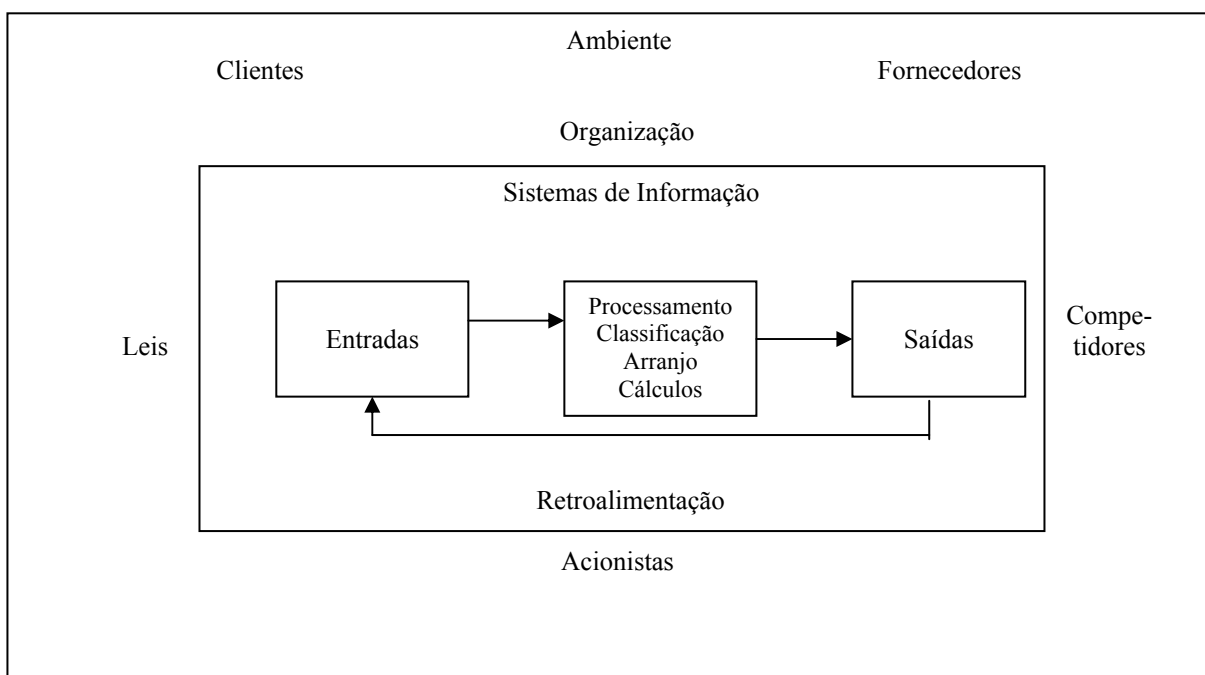 Ambiente
Clientes
Fornecedores
Organização
Sistemas de Informação
Entradas
Processamento
Classificação
Arranjo
Cálculos
Saídas
Leis
Compe-
tidores
Retroalimentação
Acionistas